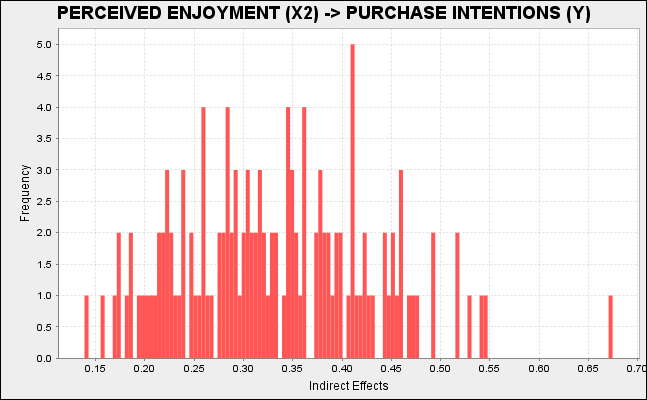 PERCEIVED ENJOYMENT (X2) -> PURCHASE INTENTIONS (Y)
5.0
4.5
4.0
3.5
3.0
2.5
2.0
1.5
1.0
0.5
0.0
Frequency
0.15 0.20 0.25 0.30 0.35 0.40 0.45 0.50 0.55 0.60 0.65 0.70
Indirect Effects